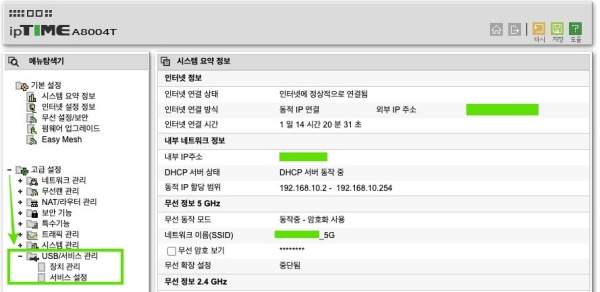 ipTIME A8004T
리시 저장 도움
메뉴탐색기
기본 설정
시스템 요약 정보
인터넷 설정 정보
무선 설정/보안
펌웨어 업그레이드
Easy Mesh
고급 설정
네트워크 관리
무선랜 관리
NAT/라우터 관리
보안 기능
특수기능
트래픽 관리
시스템 관리
USB/서비스 관리
장치 관리
서비스 설정
시스템 요약 정보
인터넷 정보
인터넷 연결 상태 인터넷에 정상적으로 연결됨
인터넷 연결 방식 동적 IP 연결 외부 IP 주소
인터넷 연결 시간 1 일 14 시간 20 분 31 초
내부 네트워크 정보
내부 IP주소
DHCP 서버 상태 DHCP 서버 동작 중
동적 IP 할당 범위 192.168.10.2 - 192.168.10.254
무선 정보 5 GHz
무선 동작 모드 동작중 - 암호화 사용
네트워크 이름(SSID) _5G
무선 암호 보기 ********
무선 확장 설정 중단됨
무선 정보 2.4 GHz